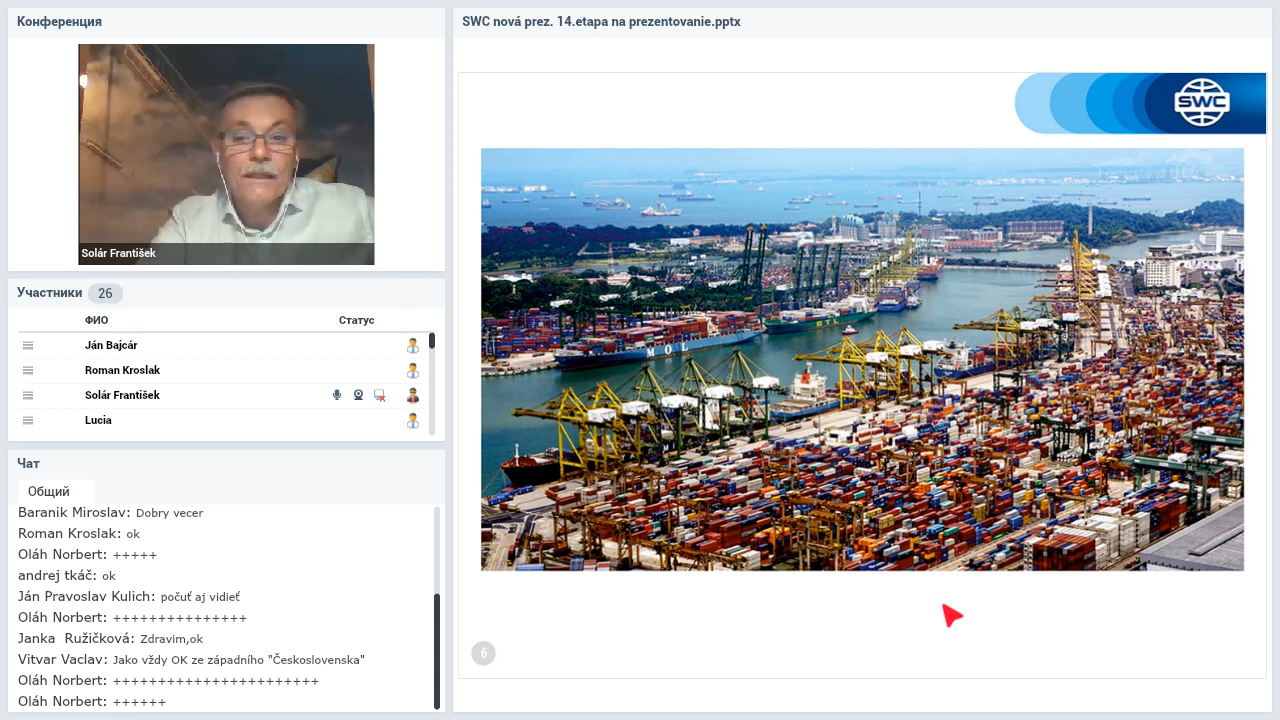 Конференция
Solár František
Участники 26
ФИО Статус
Ján Bajcár
Roman Kroslak
Solár František
Lucia
Чат
Общий
Baranik Miroslav: Dobry vecer
Roman Kroslak: ok
Oláh Norbert: +++++
andrej tkáč: ok
Ján Pravoslav Kulich: počuť aj vidieť
Oláh Norbert: +++++++++++++++
Janka Ružičková: Zdravim,ok
Vitvar Vaclav: Jako vždy OK ze západního "Československa"
Oláh Norbert: +++++++++++++++++++++++
Oláh Norbert: ++++++
SWC nová prez. 14.etapa na prezentovanie.pptx
SWC
M O L
6